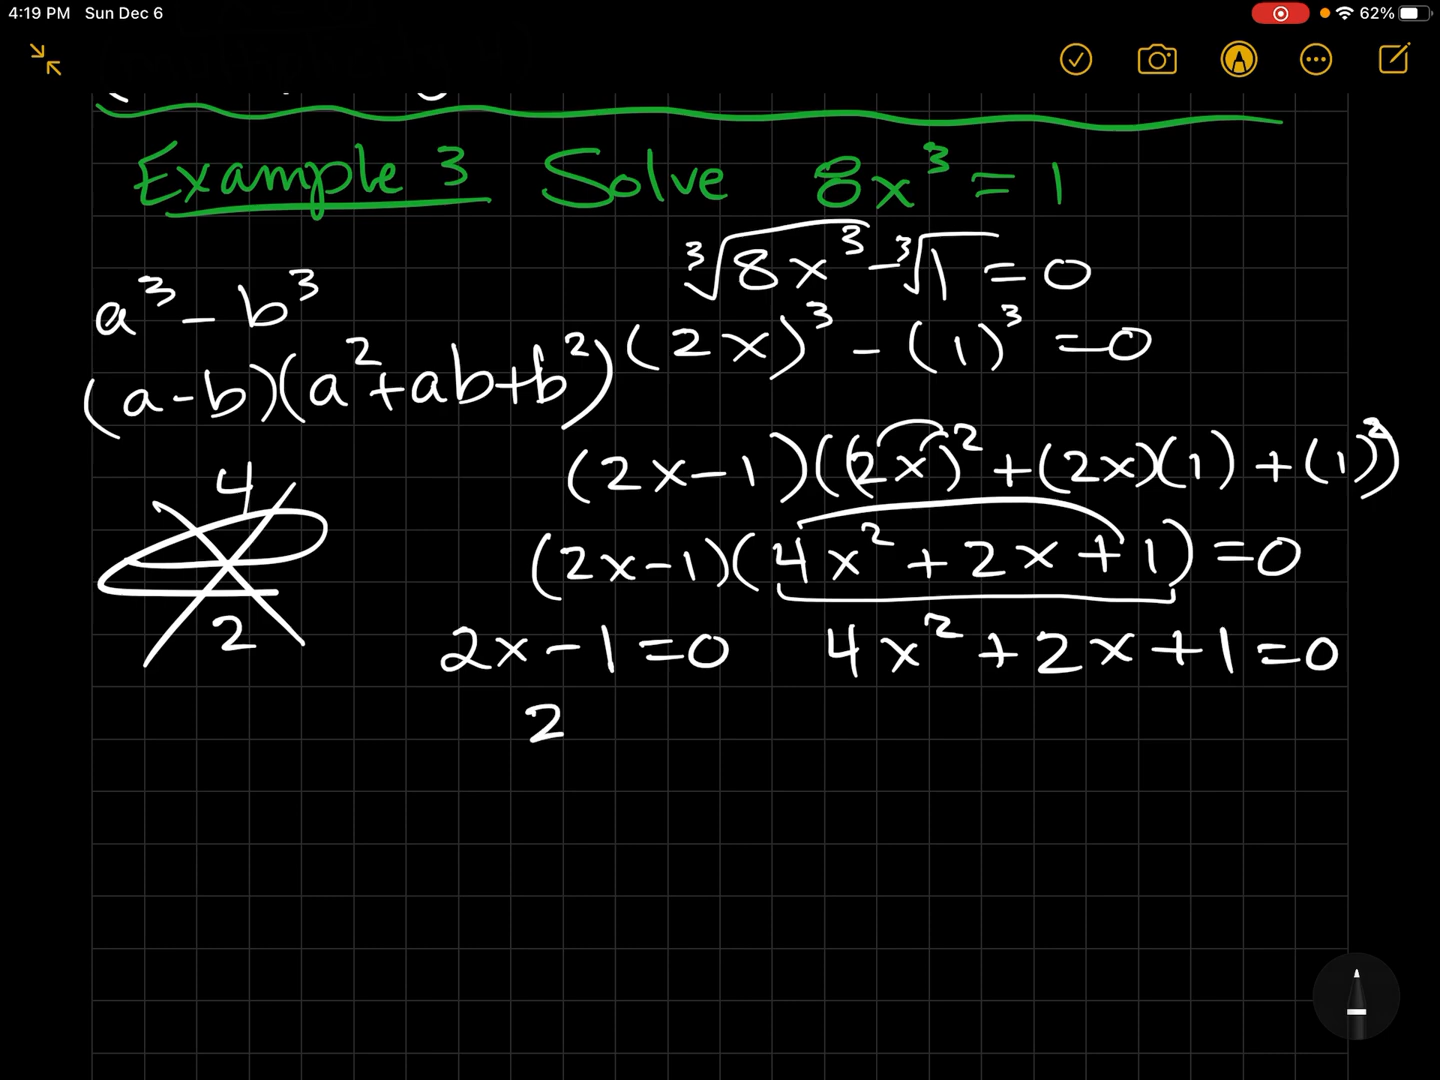 4:19 PM Sun Dec 6 62%
Example 3 Solve 8x³ = 1
∛8x³ - ∛1 = 0
a³ - b³
(2x)³ - (1)³ = 0
(a-b)(a²+ab+b²)
(2x-1)((2x)²+(2x)(1)+(1)²)
4
(2x-1)(4x²+2x+1)=0
2
2x-1=0 4x²+2x+1=0
2